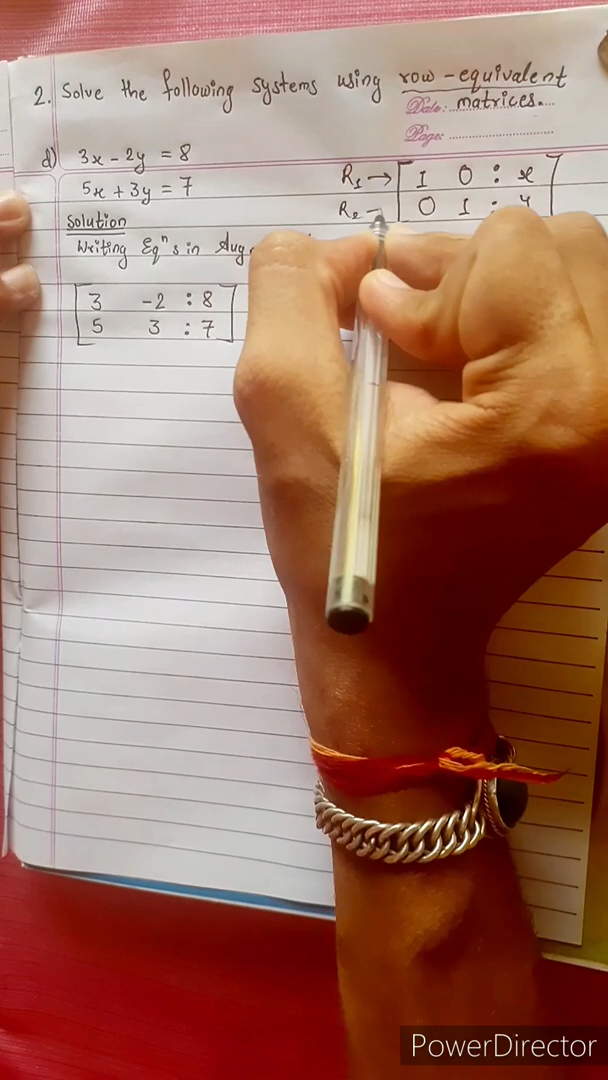 2. Solve the following systems using row-equivalent
Date: matrices.
Page:
d) 3x - 2y = 8
5x + 3y = 7
R₁ → [ 1 0 : x ]
R₂ → [ 0 1 : y
Solution
Writing Eqⁿs in Aug
[ 3 -2 : 8 ]
[ 5 3 : 7 ]
PowerDirector